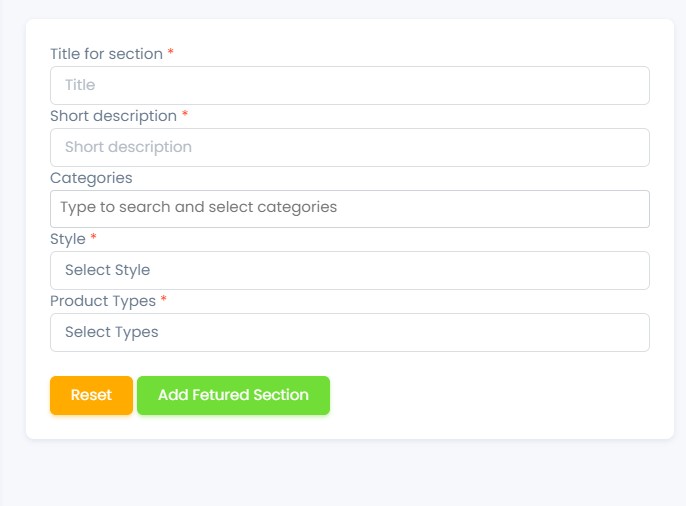 Title for section *
Title
Short description *
Short description
Categories
Type to search and select categories
Style *
Select Style
Product Types *
Select Types
Reset Add Fetured Section